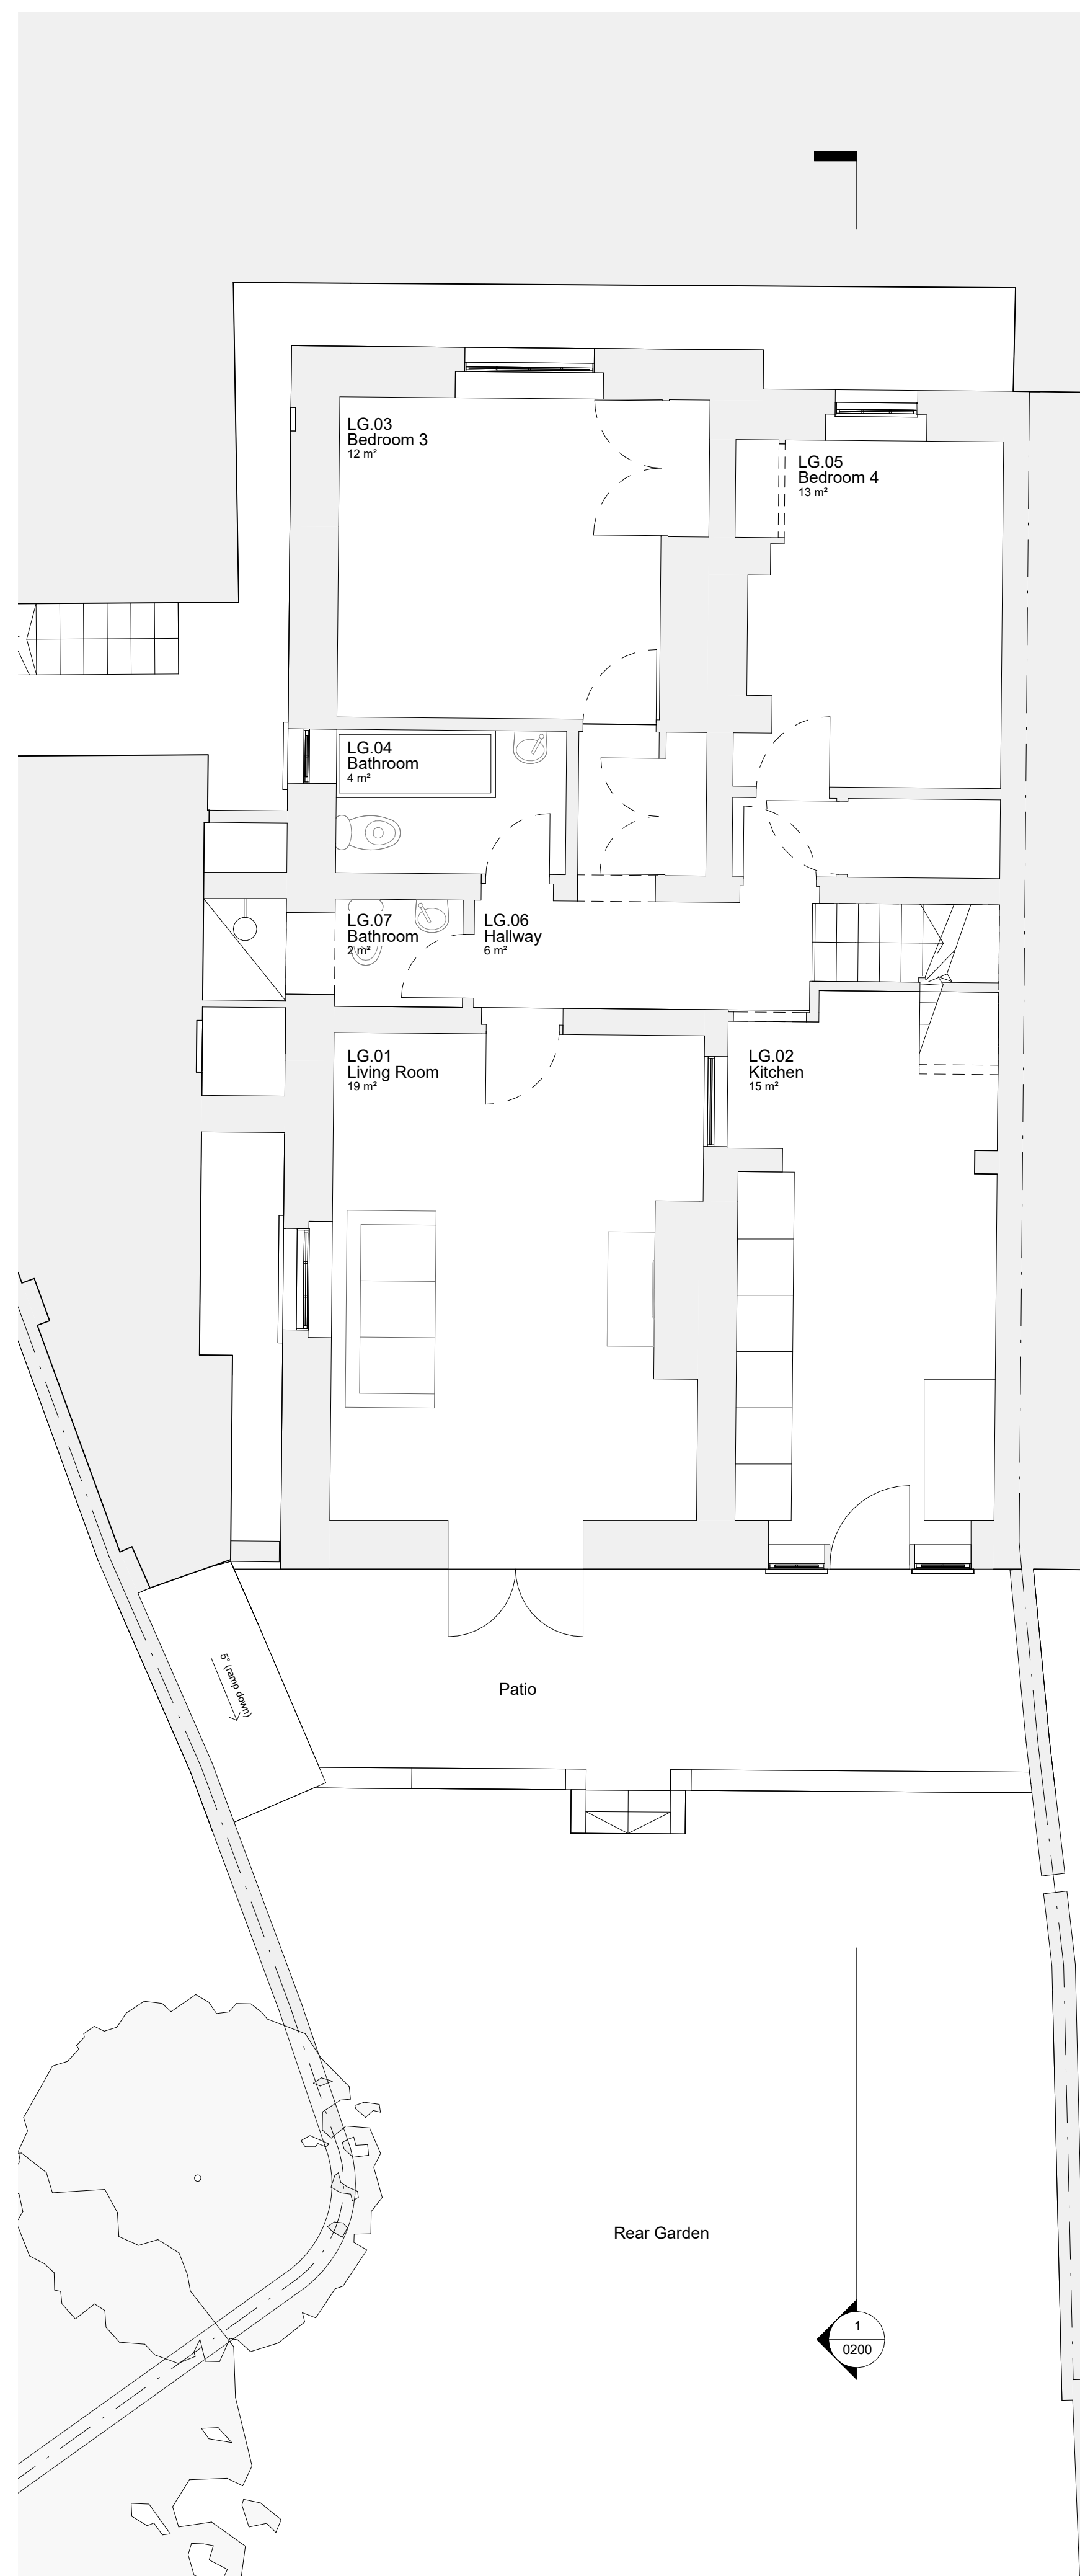 LG.03
Bedroom 3
12 m²
LG.05
Bedroom 4
13 m²
LG.04
Bathroom
4 m²
LG.07
Bathroom
2 m²
LG.06
Hallway
6 m²
LG.01
Living Room
19 m²
LG.02
Kitchen
15 m²
5° (ramp down)
Patio
Rear Garden
1
0200